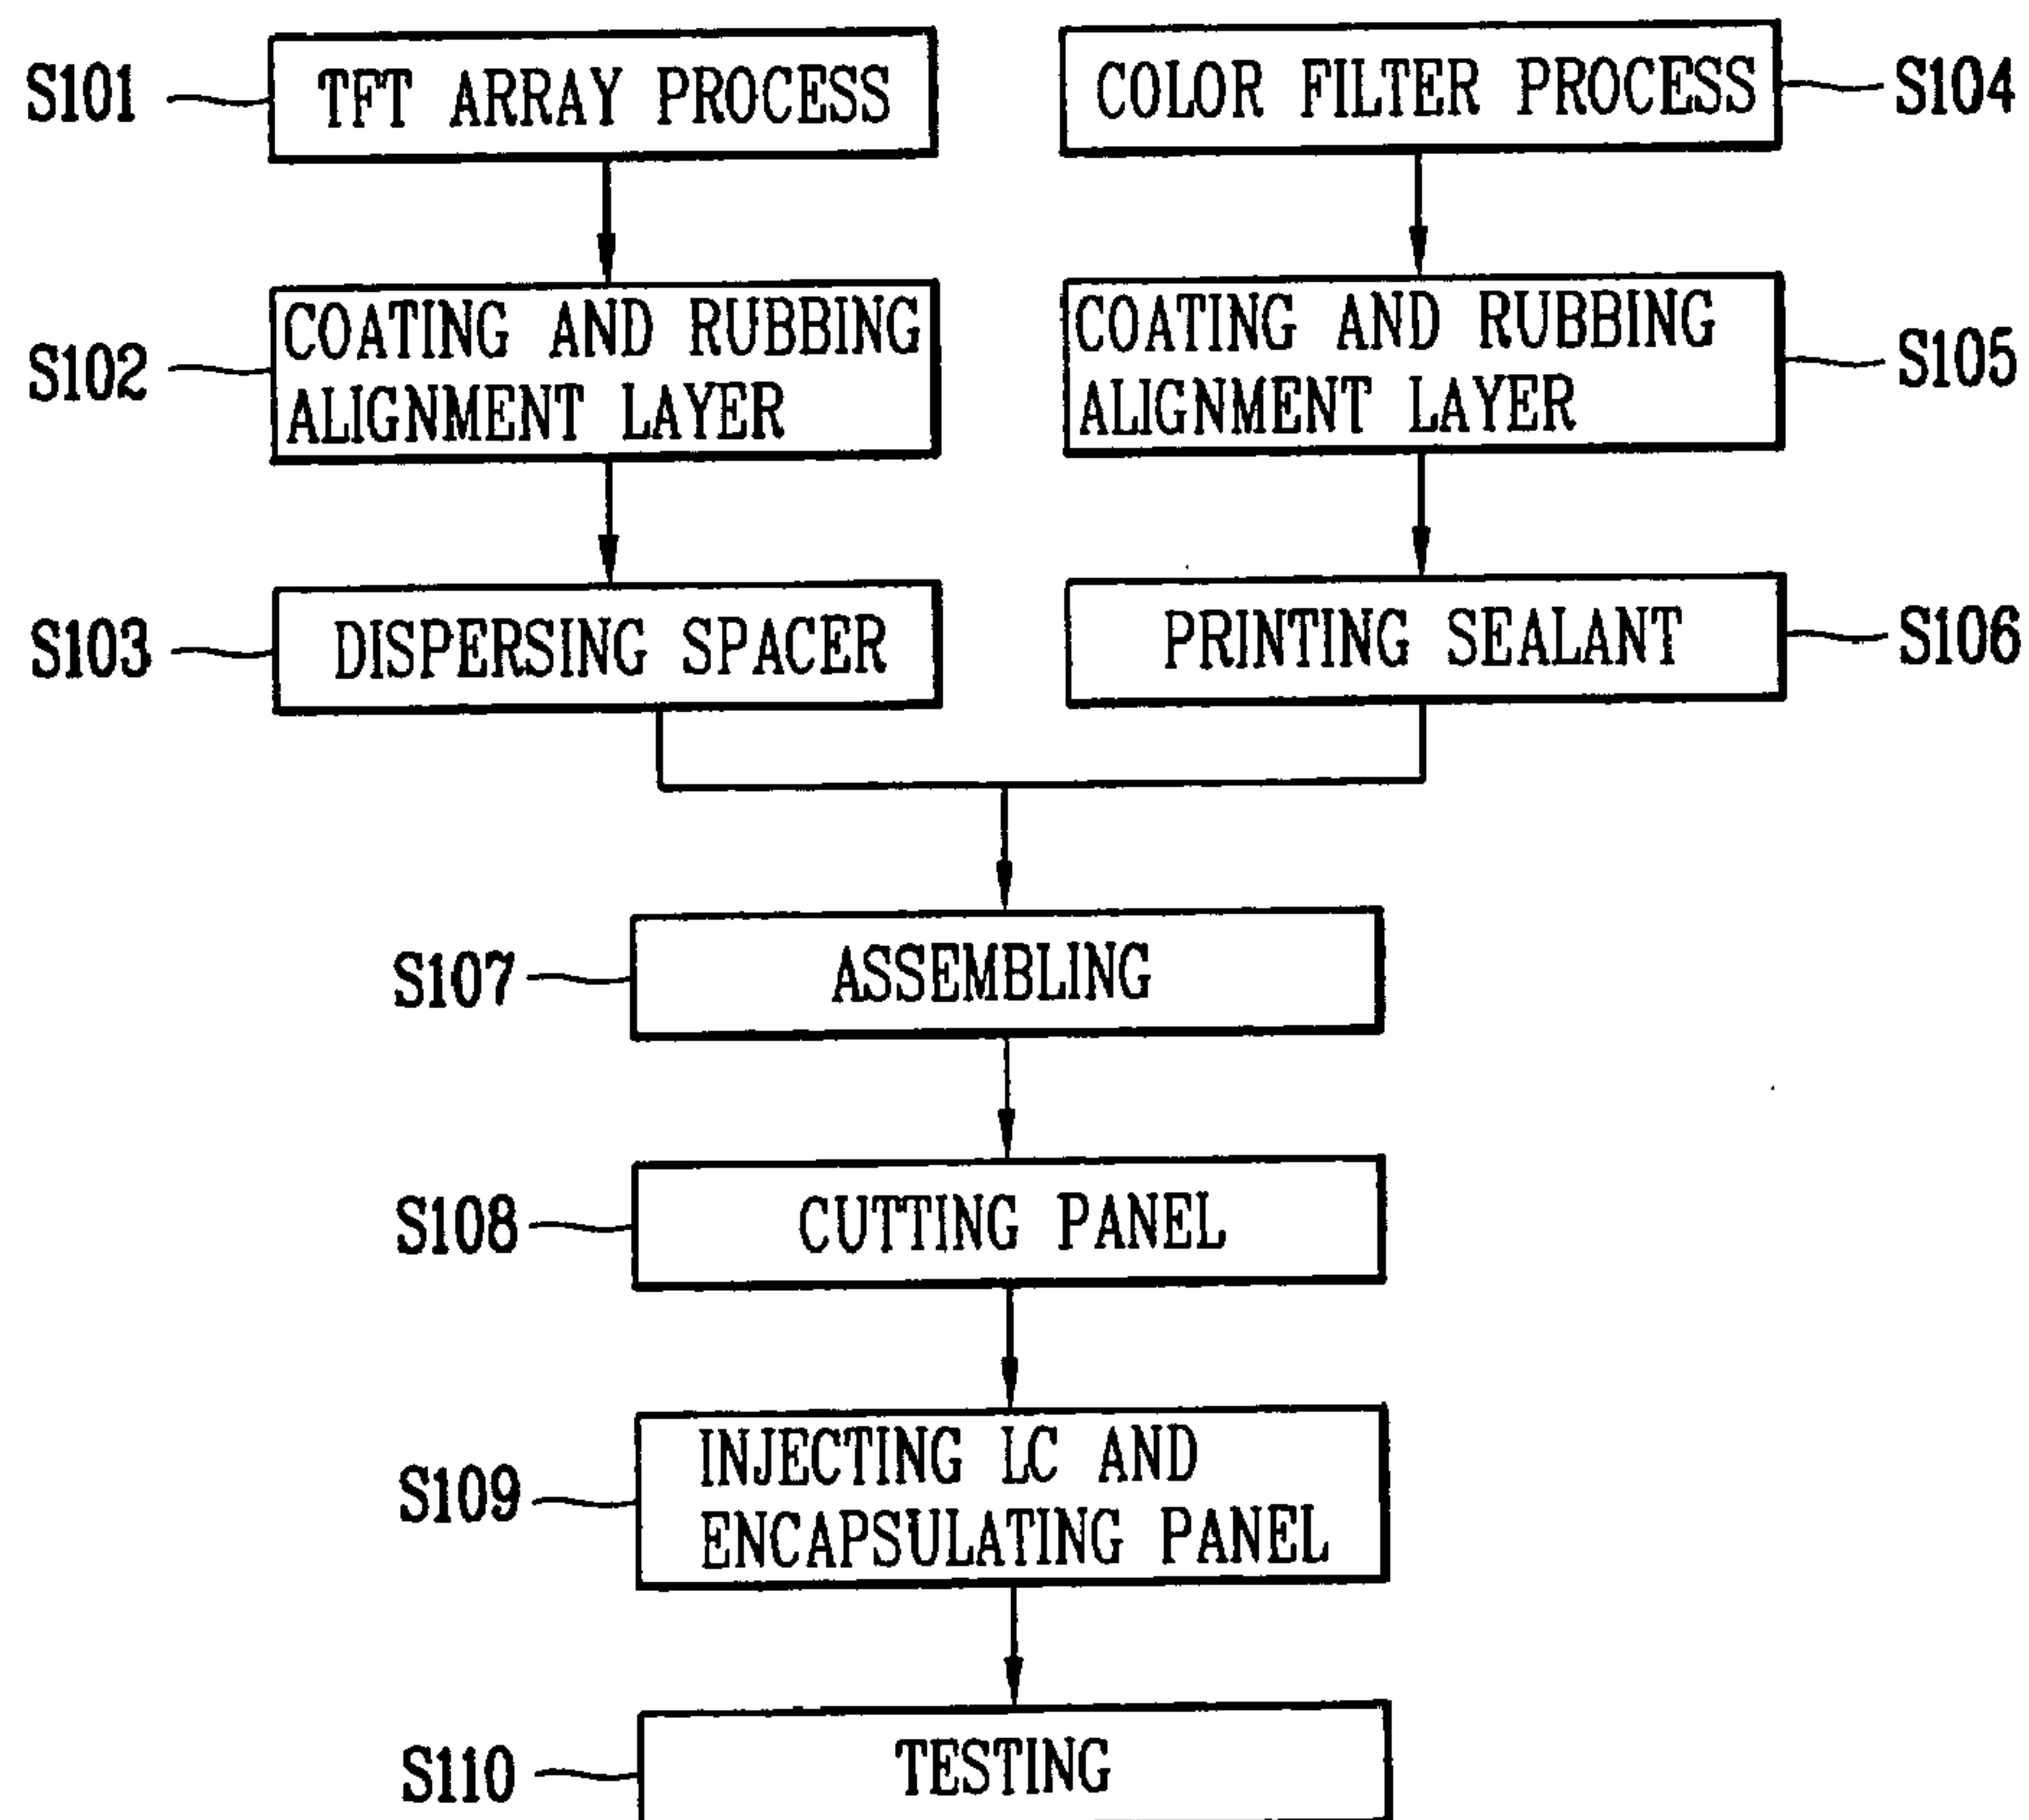 S101
TFT ARRAY PROCESS
COLOR FILTER PROCESS
S104
S102
COATING AND RUBBING
ALIGNMENT LAYER
COATING AND RUBBING
ALIGNMENT LAYER
S105
S103
DISPERSING SPACER
PRINTING SEALANT
S106
S107
ASSEMBLING
S108
CUTTING PANEL
S109
INJECTING LC AND
ENCAPSULATING PANEL
S110
TESTING